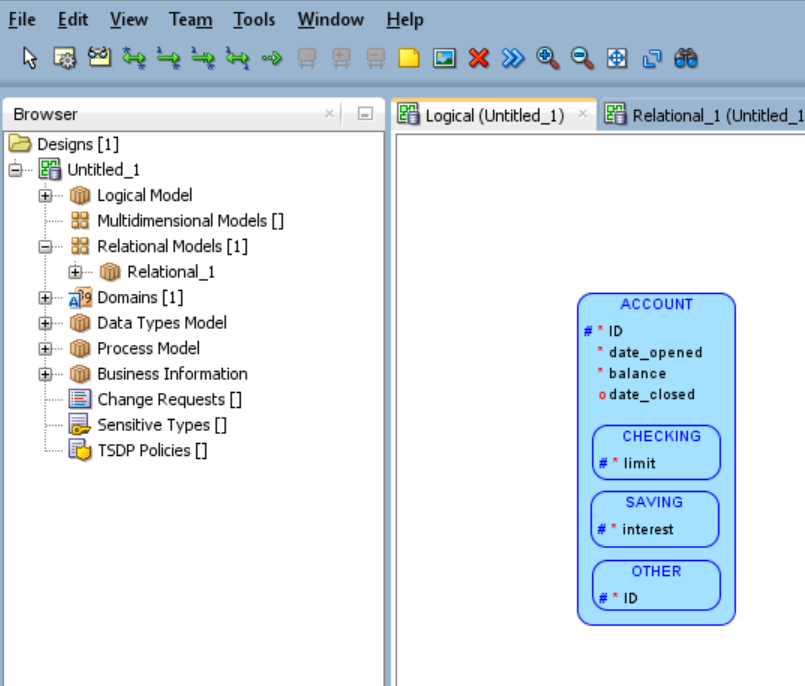 File Edit View Team Tools Window Help
Browser
Designs [1]
Untitled_1
Logical Model
Multidimensional Models []
Relational Models [1]
Relational_1
Domains [1]
Data Types Model
Process Model
Business Information
Change Requests []
Sensitive Types []
TSDP Policies []
Logical (Untitled_1) Relational_1 (Untitled_1
ACCOUNT
# * ID
* date_opened
* balance
o date_closed
CHECKING
# * limit
SAVING
# * interest
OTHER
# * ID